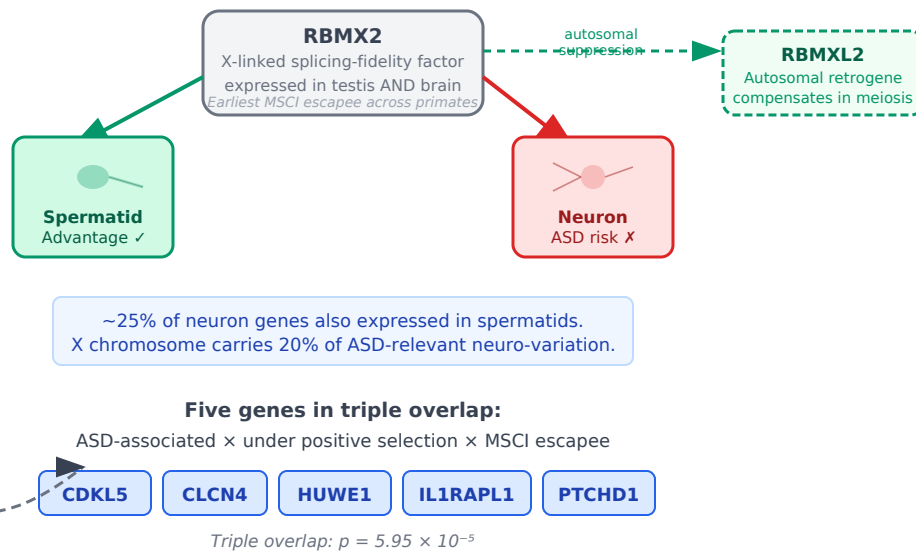 RBMX2
X-linked splicing-fidelity factor
expressed in testis AND brain
Earliest MSCI escapee across primates
autosomal
suppression
RBMXL2
Autosomal retrogene
compensates in meiosis
Spermatid
Advantage ✓
Neuron
ASD risk ✗
~25% of neuron genes also expressed in spermatids.
X chromosome carries 20% of ASD-relevant neuro-variation.
Five genes in triple overlap:
ASD-associated × under positive selection × MSCI escapee
CDKL5
CLCN4
HUWE1
IL1RAPL1
PTCHD1
Triple overlap: p = 5.95 × 10⁻⁵